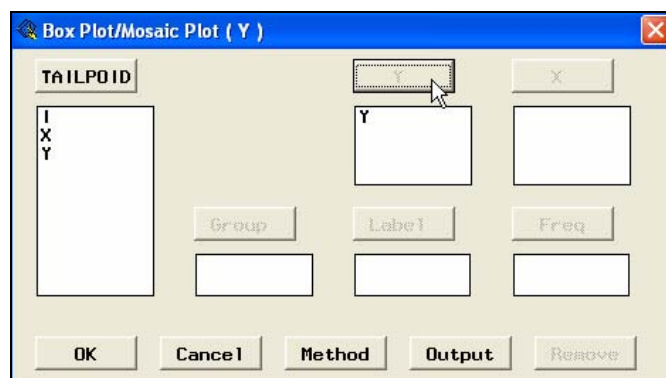 Box Plot/Mosaic Plot ( Y )
TAILPOID
Y
X
I
X
Y
Y
Group
Label
Freq
OK
Cancel
Method
Output
Remove